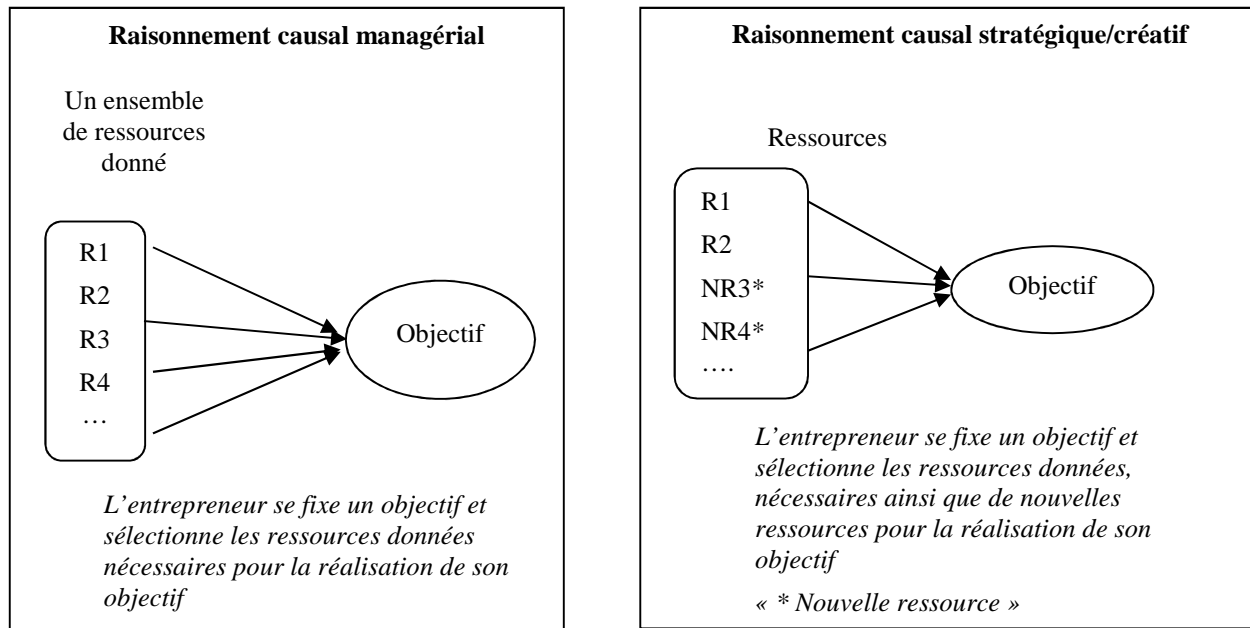 Raisonnement causal managérial
Un ensemble
de ressources
donné
R1
R2
R3
R4
…
Objectif
L’entrepreneur se fixe un objectif et
sélectionne les ressources données
nécessaires pour la réalisation de son
objectif
Raisonnement causal stratégique/créatif
Ressources
R1
R2
NR3*
NR4*
….
Objectif
L’entrepreneur se fixe un objectif et
sélectionne les ressources données,
nécessaires ainsi que de nouvelles
ressources pour la réalisation de son
objectif
« * Nouvelle ressource »